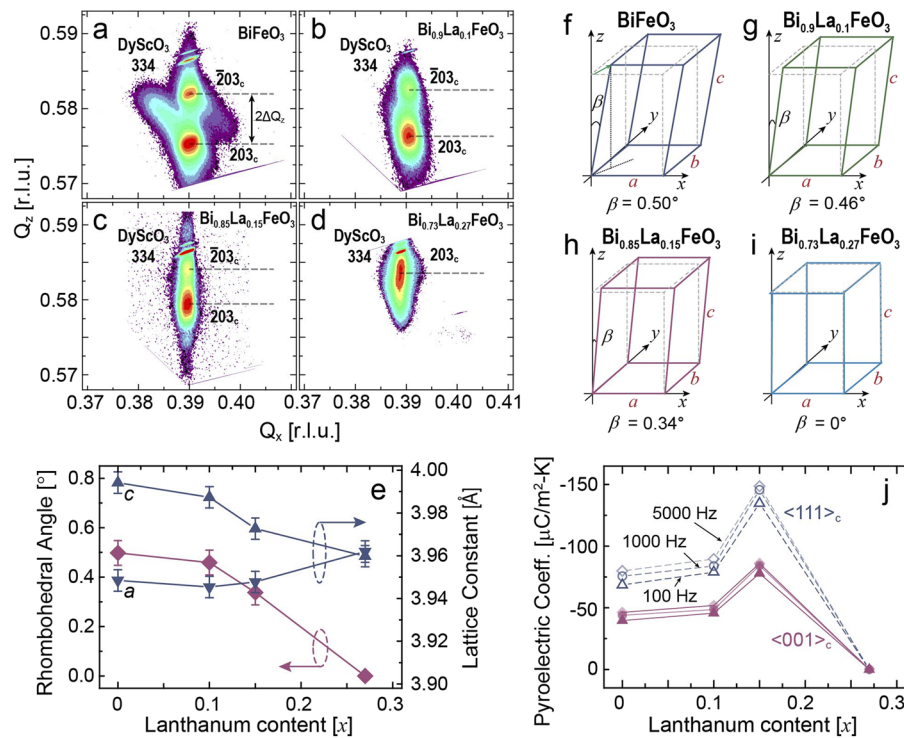 a
BiFeO₃
DyScO₃
334
2̄03c
2ΔQz
203c
b
Bi₀.₉La₀.₁FeO₃
DyScO₃
334
2̄03c
203c
c
Bi₀.₈₅La₀.₁₅FeO₃
DyScO₃
334
2̄03c
203c
d
Bi₀.₇₃La₀.₂₇FeO₃
DyScO₃
334
203c
0.59
0.58
0.57
0.59
0.58
0.57
Qz [r.l.u.]
0.37 0.38 0.39 0.40 0.38 0.39 0.40 0.41
Qx [r.l.u.]
f
BiFeO₃
z
c
β
y
b
a
x
β = 0.50°
g
Bi₀.₉La₀.₁FeO₃
z
c
β
y
b
a
x
β = 0.46°
h
Bi₀.₈₅La₀.₁₅FeO₃
z
c
β
y
b
a
x
β = 0.34°
i
Bi₀.₇₃La₀.₂₇FeO₃
z
c
y
b
a
x
β = 0°
e
c
a
0.8
0.6
0.4
0.2
0.0
Rhombohedral Angle [°]
4.00
3.98
3.96
3.94
3.92
3.90
Lattice Constant [Å]
0 0.1 0.2 0.3
Lanthanum content [x]
j
<111>c
5000 Hz
1000 Hz
100 Hz
<001>c
-150
-100
-50
0
Pyroelectric Coeff. [μC/m²-K]
0 0.1 0.2 0.3
Lanthanum content [x]